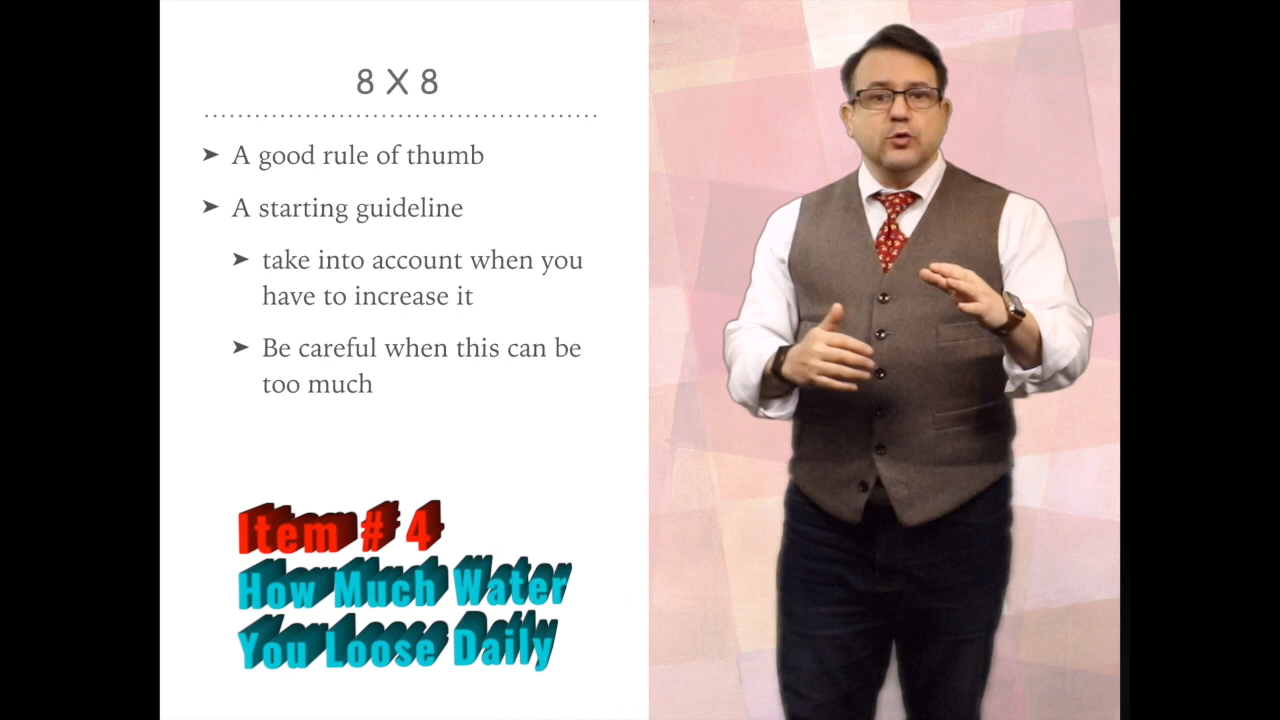 8 X 8
➤ A good rule of thumb
➤ A starting guideline
➤ take into account when you
have to increase it
➤ Be careful when this can be
too much
Item # 4
How Much Water
You Loose Daily